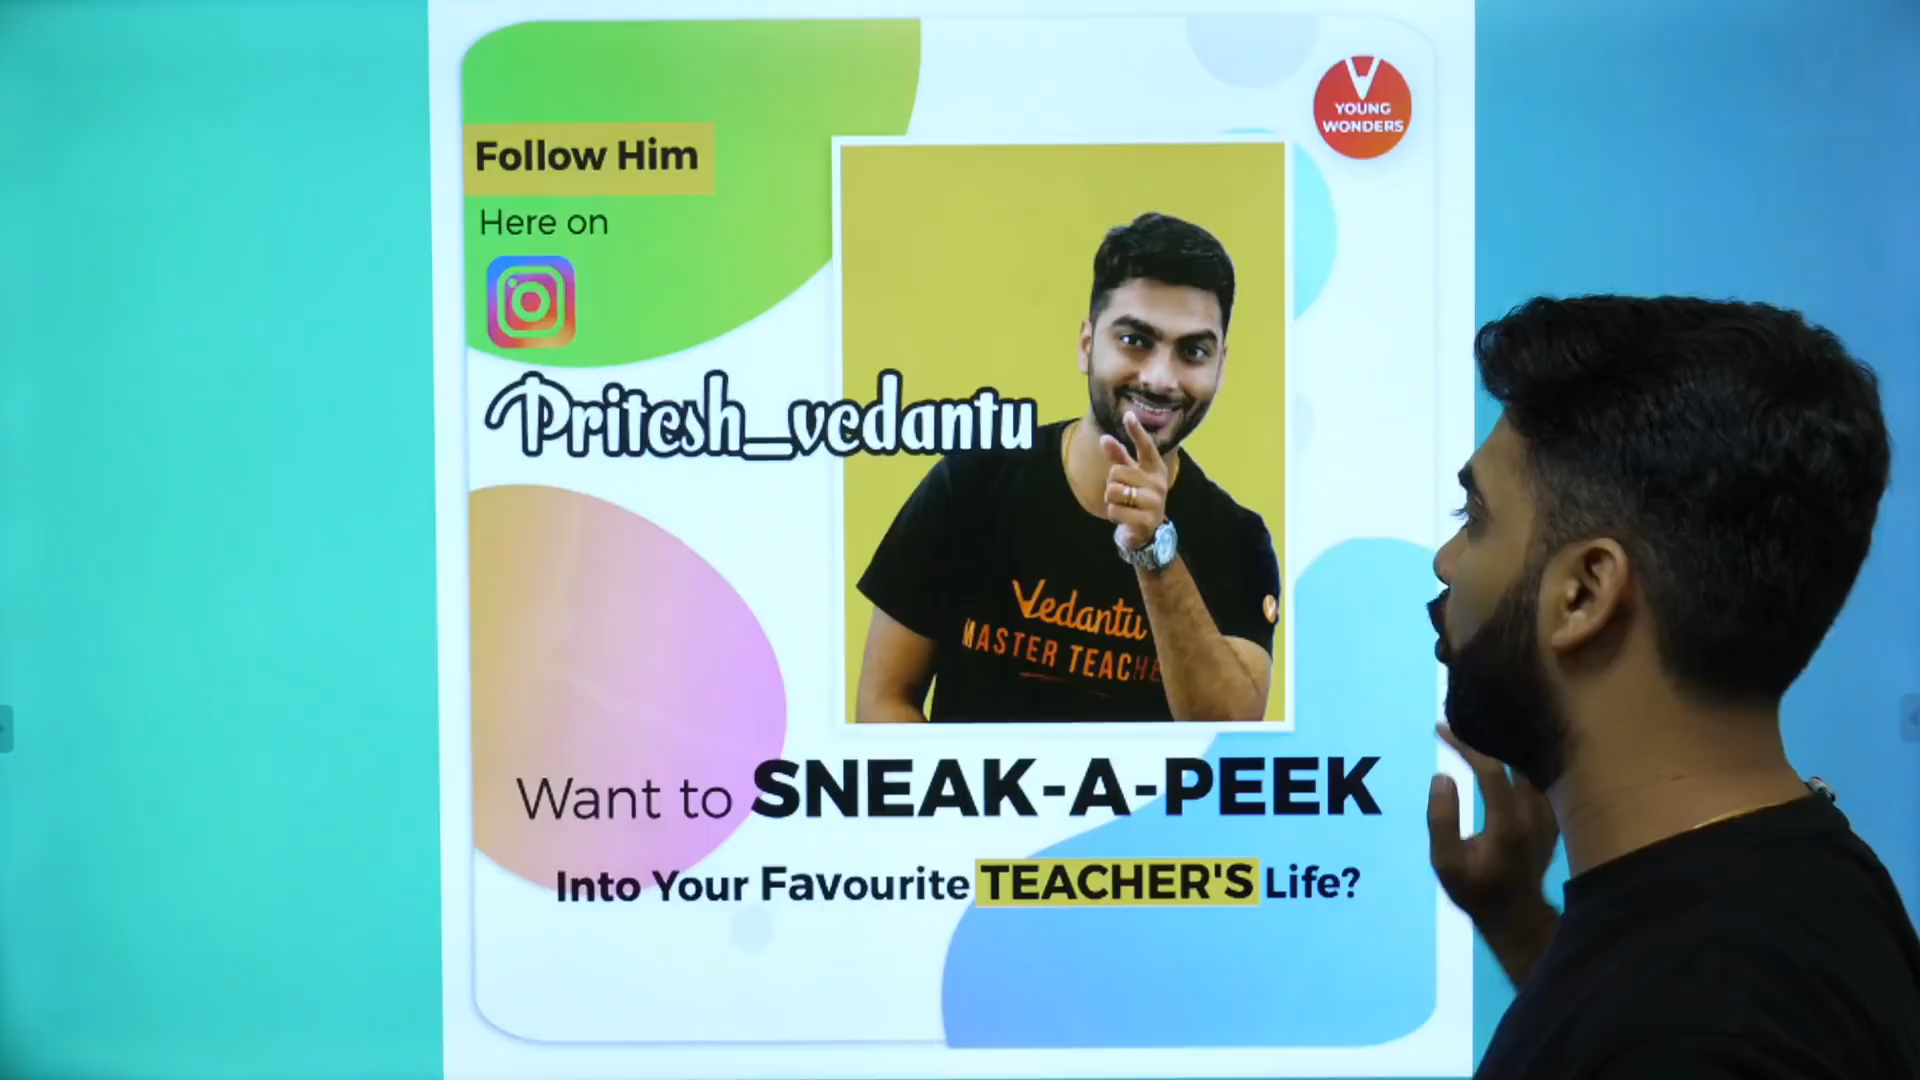 Follow Him
Here on
Pritesh_vedantu
YOUNG
WONDERS
Vedantu
MASTER TEACHE
Want to SNEAK-A-PEEK
Into Your Favourite TEACHER'S Life?